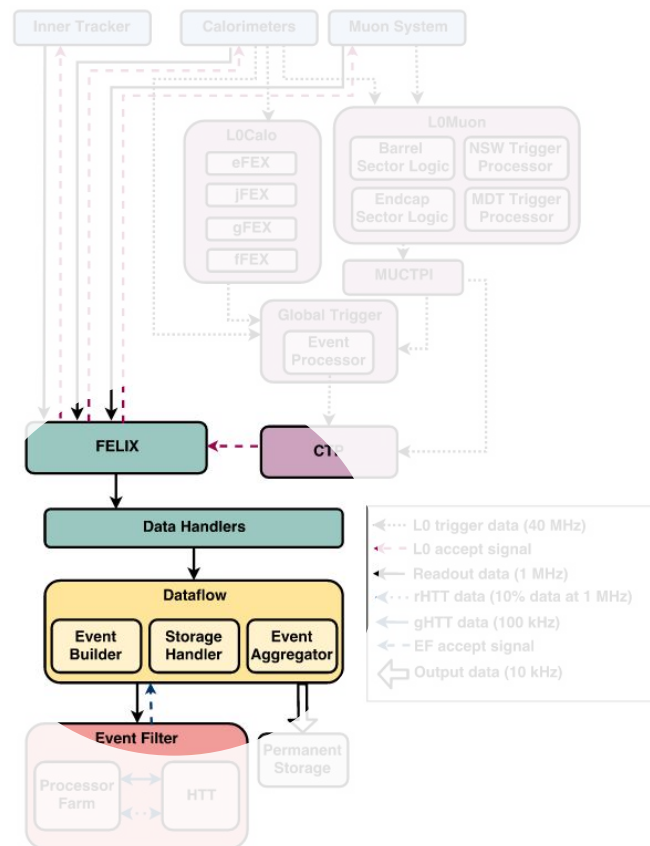 Inner Tracker
Calorimeters
Muon System
L0Calo
eFEX
jFEX
gFEX
fFEX
L0Muon
Barrel
Sector Logic
NSW Trigger
Processor
Endcap
Sector Logic
MDT Trigger
Processor
MUCTPI
Global Trigger
Event
Processor
FELIX
CTP
Data Handlers
L0 trigger data (40 MHz)
L0 accept signal
Readout data (1 MHz)
rHTT data (10% data at 1 MHz)
gHTT data (100 kHz)
EF accept signal
Output data (10 kHz)
Dataflow
Event
Builder
Storage
Handler
Event
Aggregator
Event Filter
Processor
Farm
HTT
Permanent
Storage